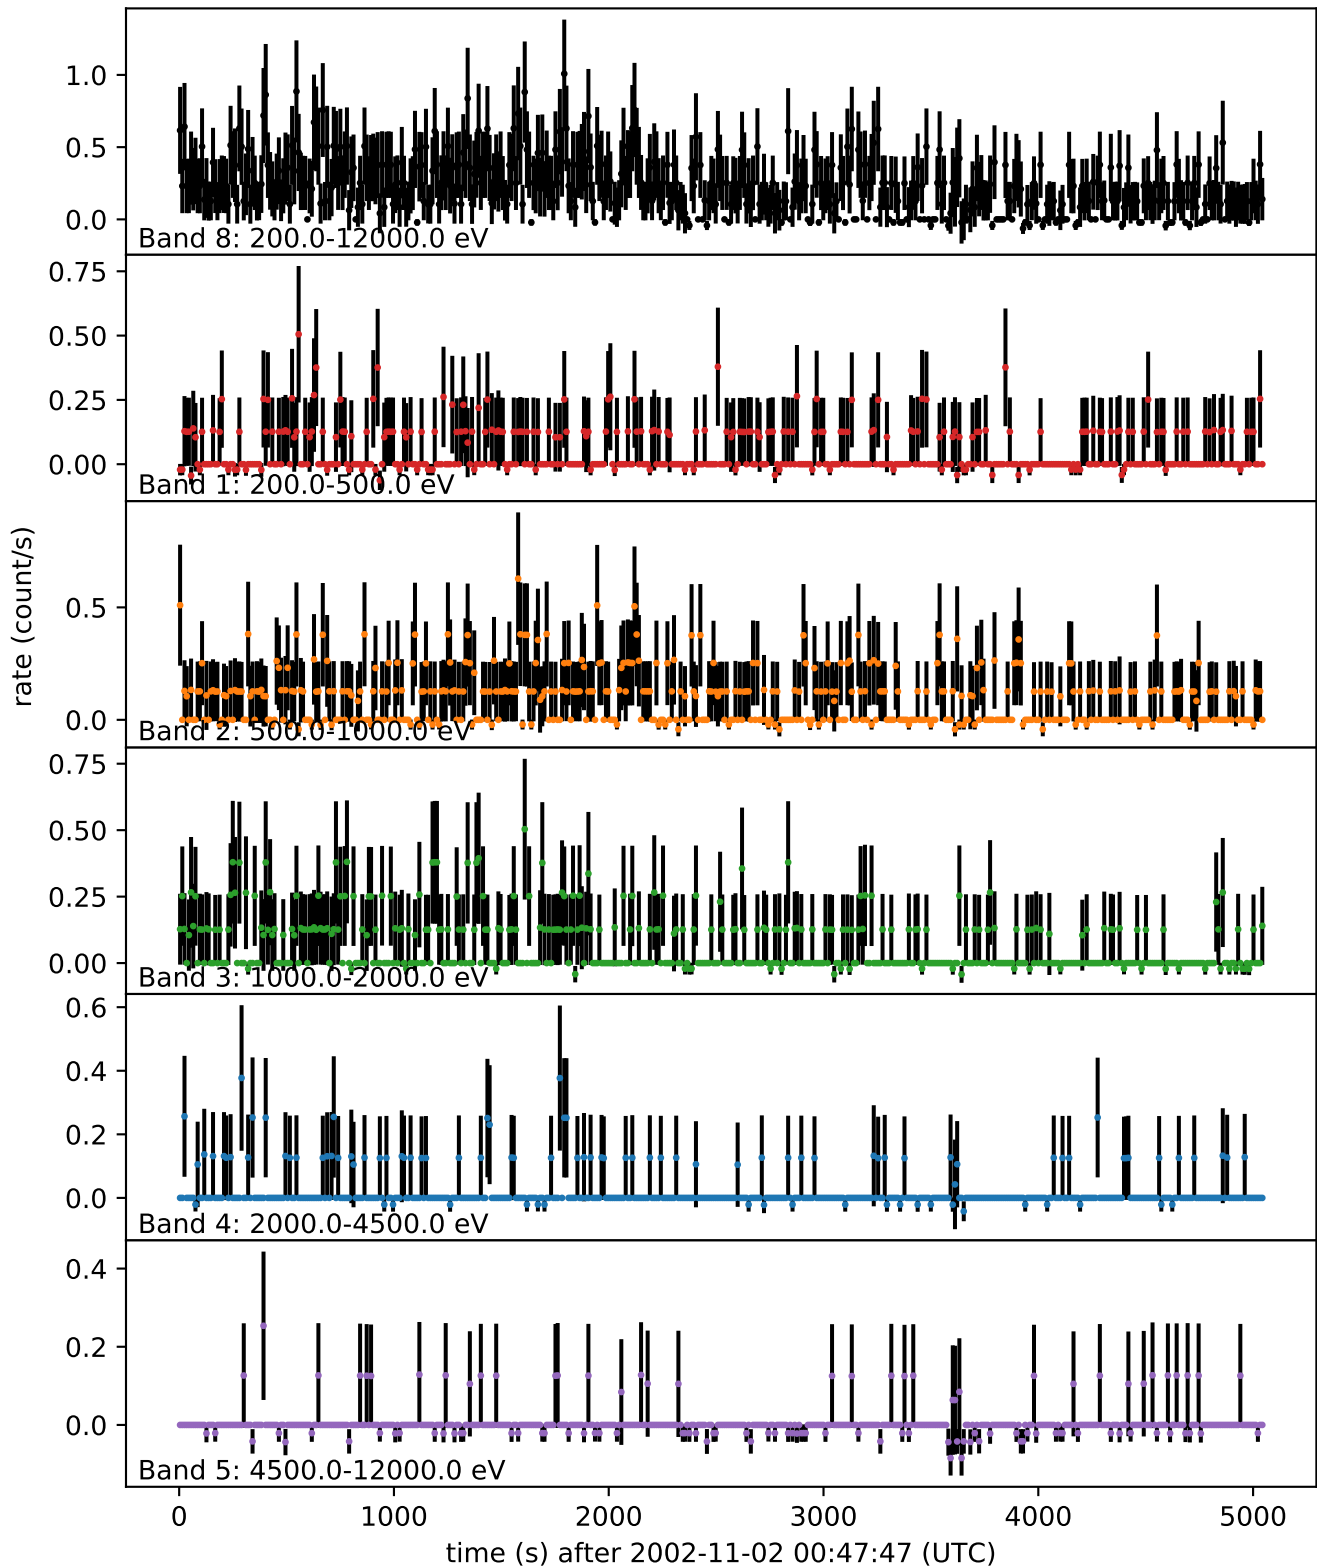 1.0
0.5
0.0
Band 8: 200.0-12000.0 eV
0.75
0.50
0.25
0.00
Band 1: 200.0-500.0 eV
rate (count/s)
0.5
0.0
Band 2: 500.0-1000.0 eV
0.75
0.50
0.25
0.00
Band 3: 1000.0-2000.0 eV
0.6
0.4
0.2
0.0
Band 4: 2000.0-4500.0 eV
0.4
0.2
0.0
Band 5: 4500.0-12000.0 eV
0 1000 2000 3000 4000 5000
time (s) after 2002-11-02 00:47:47 (UTC)